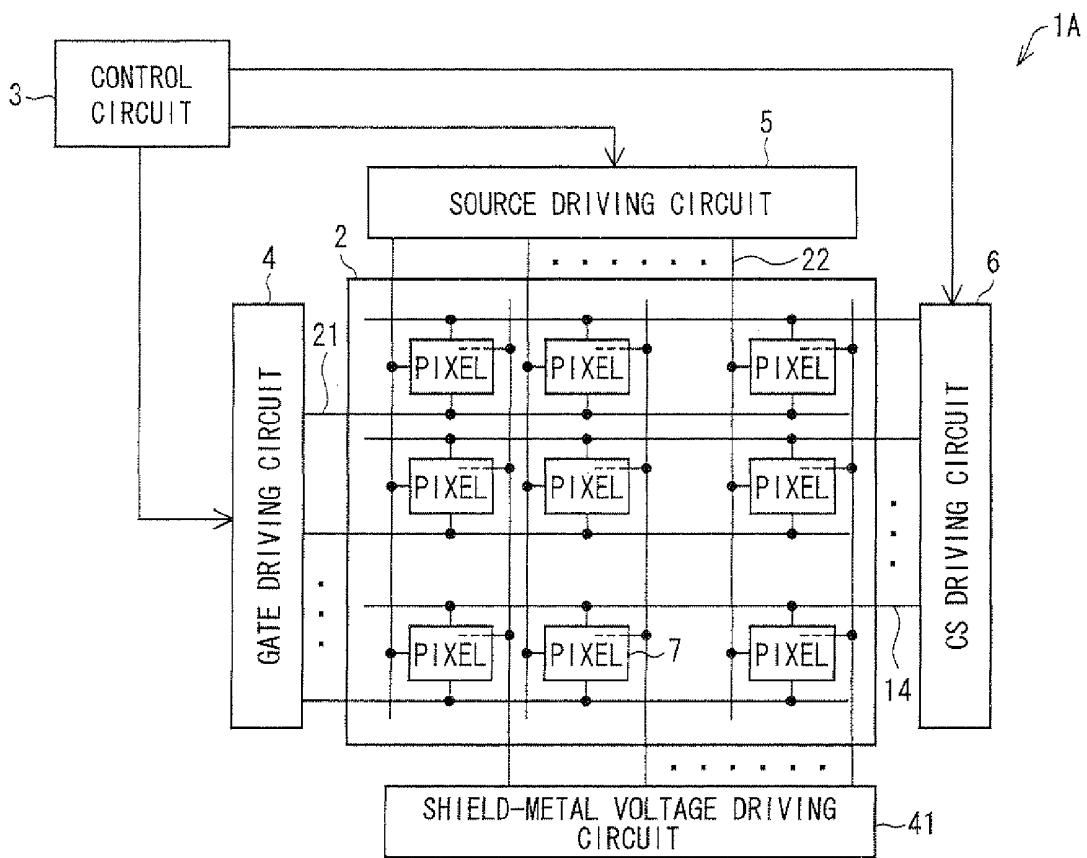 1A
CONTROL
CIRCUIT
3
5
SOURCE DRIVING CIRCUIT
2
22
4
6
21
GATE DRIVING CIRCUIT
CS DRIVING CIRCUIT
PIXEL PIXEL PIXEL
PIXEL PIXEL PIXEL
PIXEL PIXEL PIXEL
7
14
SHIELD-METAL VOLTAGE DRIVING
CIRCUIT
41